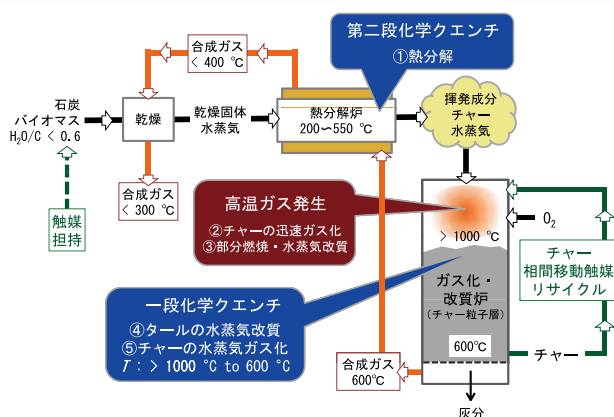 第二段化学クエンチ
①熱分解
合成ガス
< 400 ℃
石炭
バイオマス
H₂O/C < 0.6
乾燥
乾燥固体
水蒸気
熱分解炉
200〜550 ℃
揮発成分
チャー
水蒸気
合成ガス
< 300 ℃
触媒
担持
高温ガス発生
②チャーの迅速ガス化
③部分燃焼・水蒸気改質
> 1000 ℃
O₂
チャー
相間移動触媒
リサイクル
ガス化・
改質炉
(チャー粒子層)
600℃
一段化学クエンチ
④タールの水蒸気改質
⑤チャーの水蒸気ガス化
T : > 1000 °C to 600 °C
合成ガス
600℃
チャー
灰分